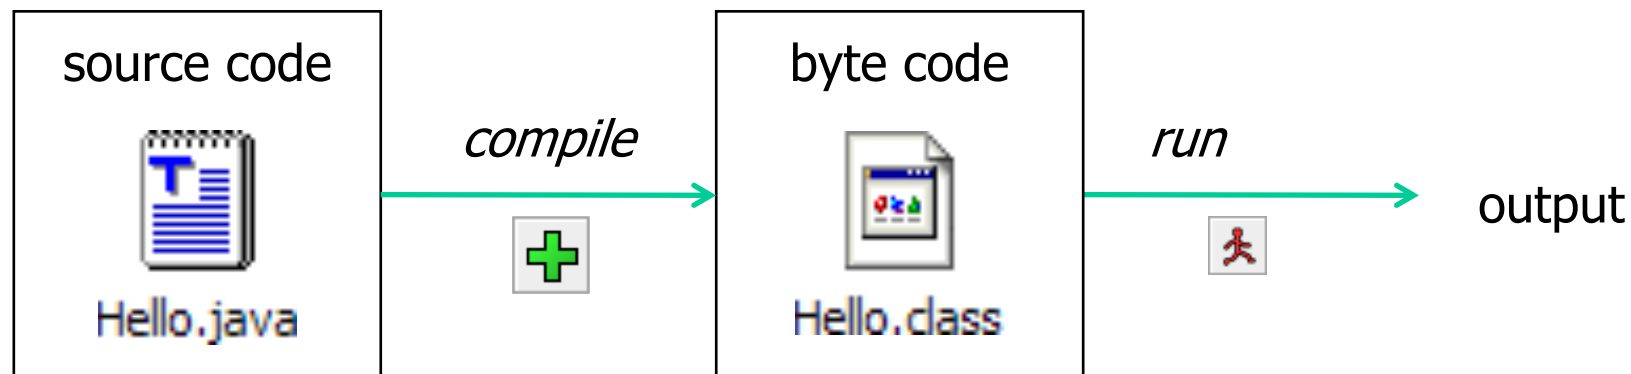 source code
Hello.java
compile
byte code
Hello.class
run
output